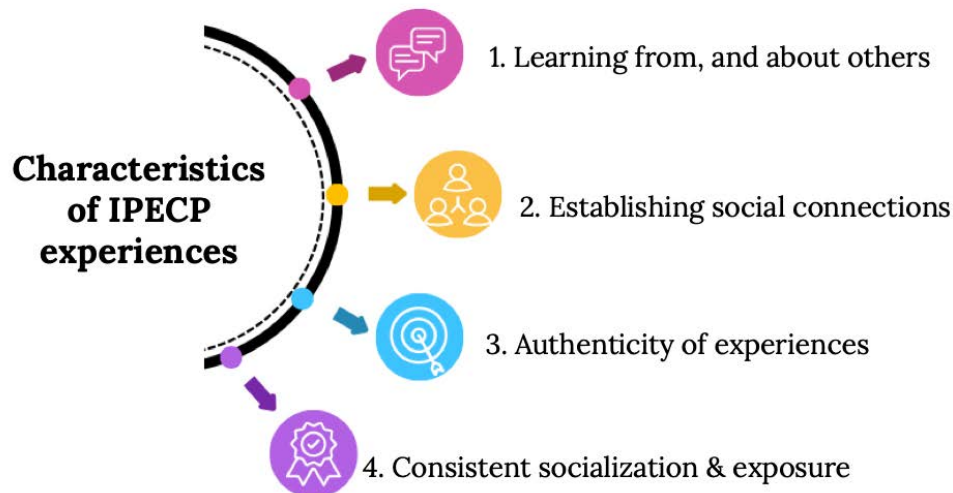 Characteristics
of IPECP
experiences
1. Learning from, and about others
2. Establishing social connections
3. Authenticity of experiences
4. Consistent socialization & exposure